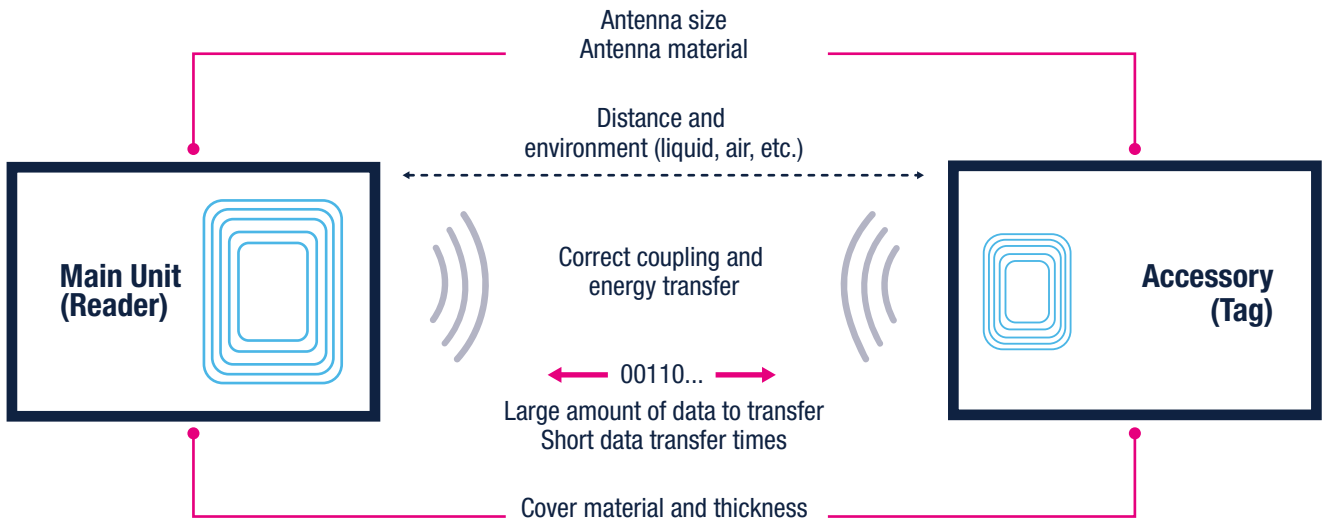 Antenna size
Antenna material
Distance and
environment (liquid, air, etc.)
Main Unit
(Reader)
Correct coupling and
energy transfer
Accessory
(Tag)
00110...
Large amount of data to transfer
Short data transfer times
Cover material and thickness